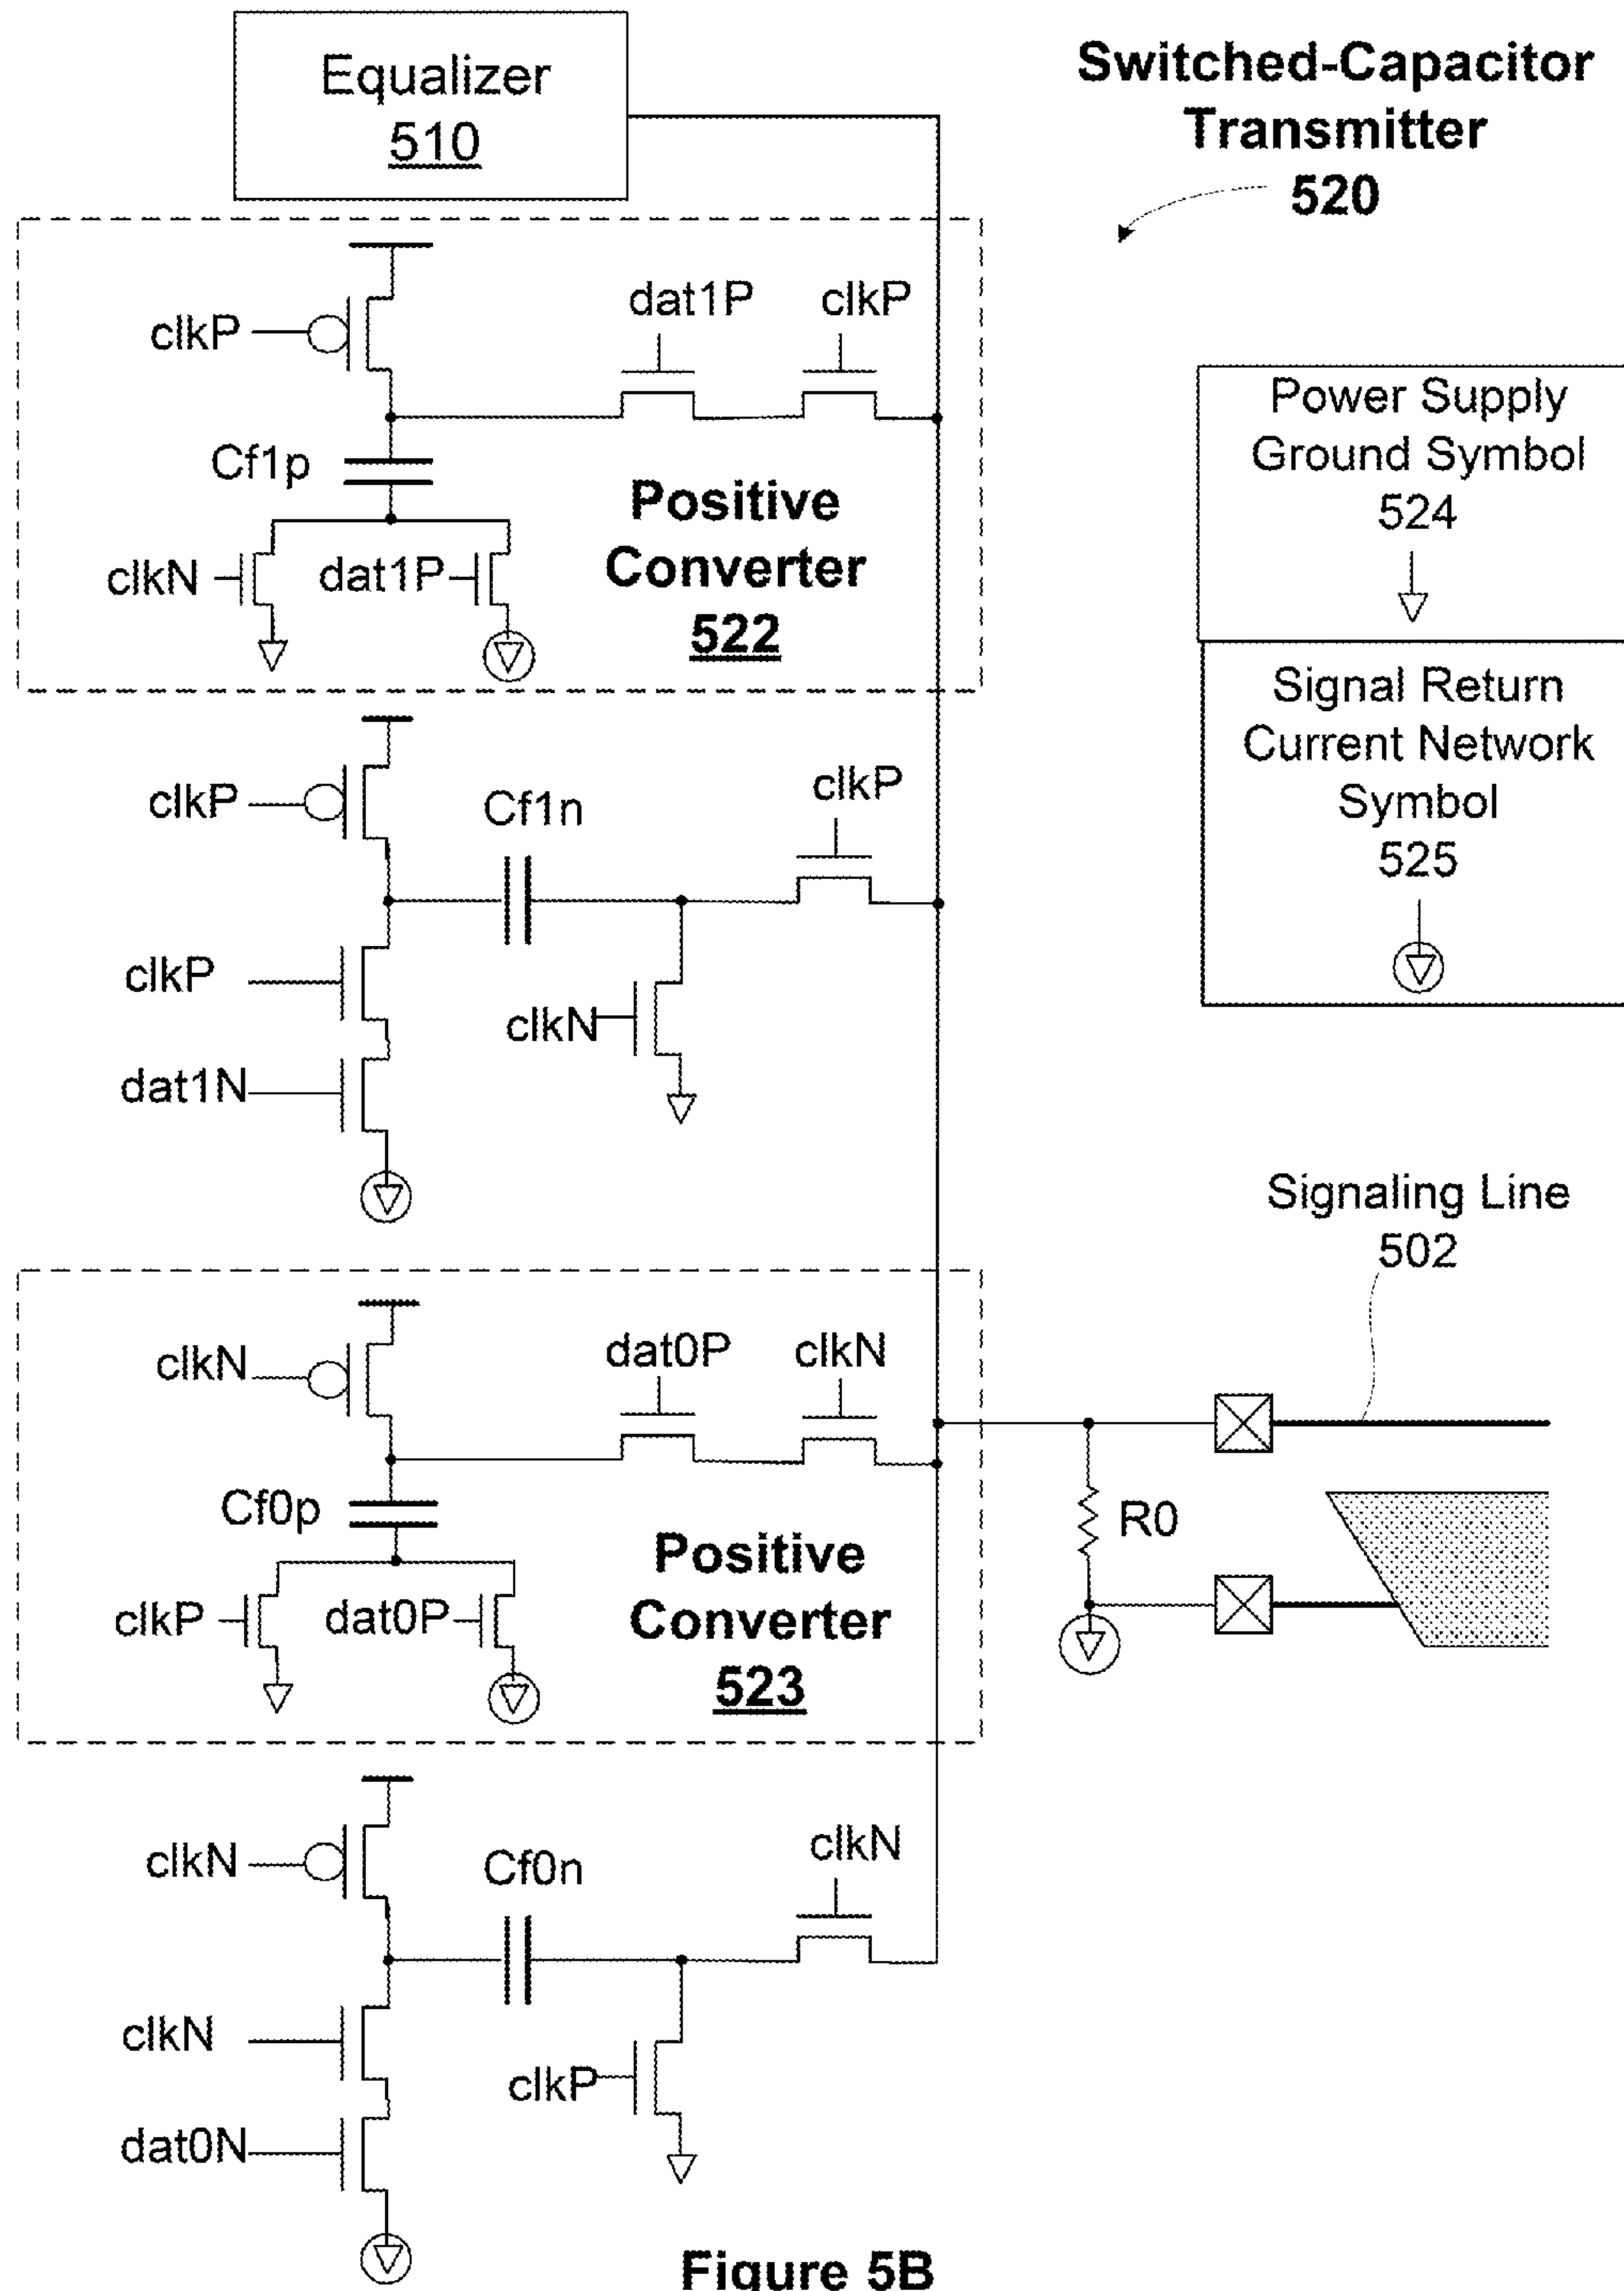 Equalizer
510
Switched-Capacitor
Transmitter
520
clkP
dat1P
clkP
Cf1p
clkN
dat1P
Positive
Converter
522
Power Supply
Ground Symbol
524
Signal Return
Current Network
Symbol
525
clkP
Cf1n
clkP
clkP
clkN
dat1N
Signaling Line
502
clkN
dat0P
clkN
Cf0p
clkP
dat0P
Positive
Converter
523
R0
clkN
Cf0n
clkN
clkN
clkP
dat0N
Figure 5B